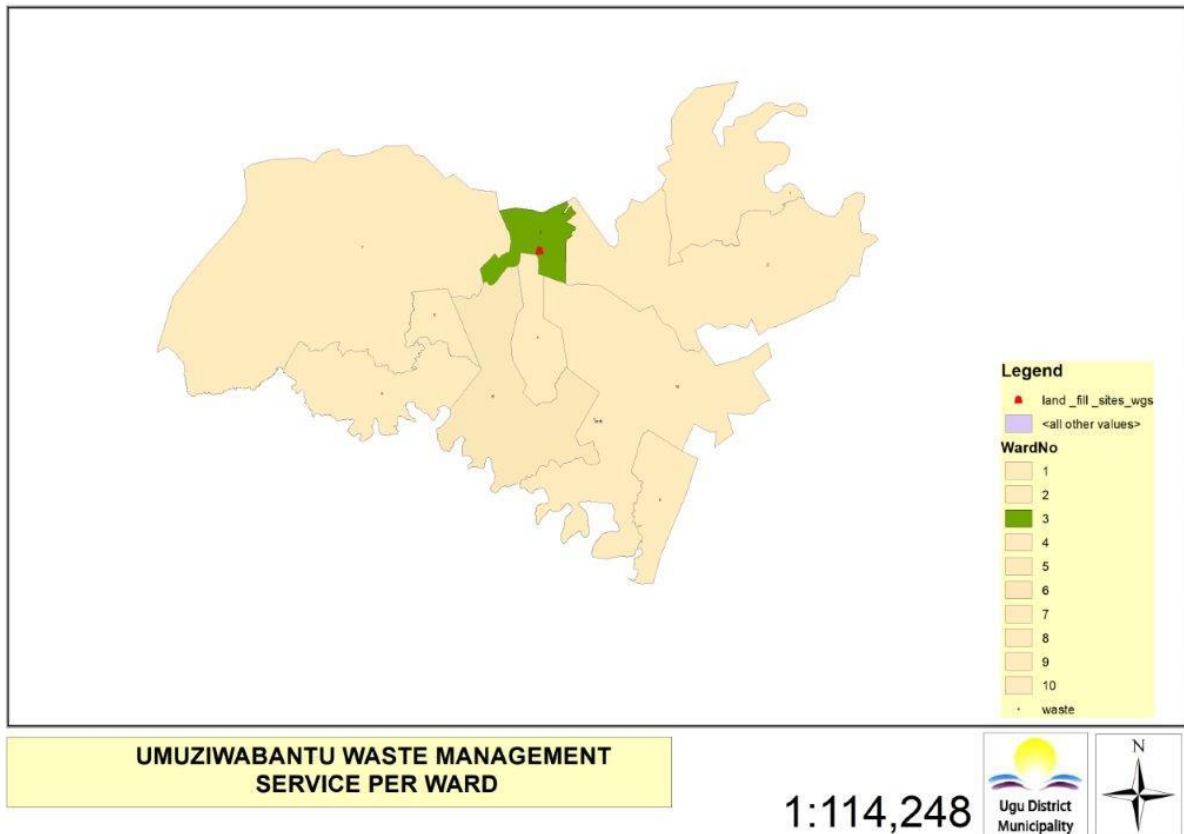 Legend
land _fill _sites_wgs
<all other values>
WardNo
1
2
3
4
5
6
7
8
9
10
waste
UMUZIWABANTU WASTE MANAGEMENT
SERVICE PER WARD
1:114,248
Ugu District
Municipality
N